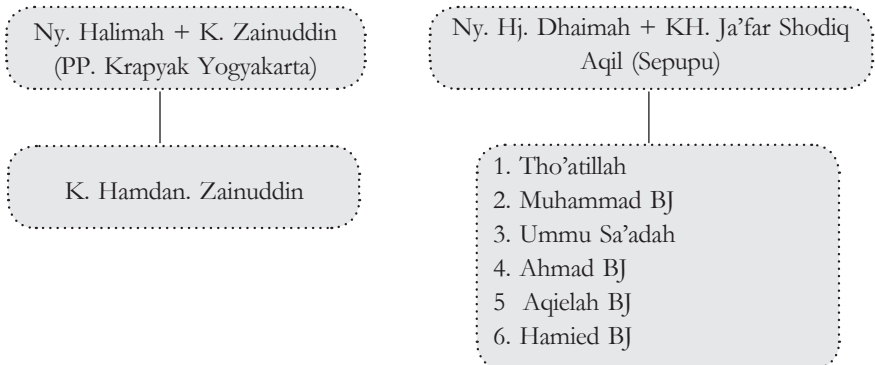 Ny. Halimah + K. Zainuddin
(PP. Krapyak Yogyakarta)
K. Hamdan. Zainuddin
Ny. Hj. Dhaimah + KH. Ja’far Shodiq
Aqil (Sepupu)
1. Tho’atillah
2. Muhammad BJ
3. Ummu Sa’adah
4. Ahmad BJ
5 Aqielah BJ
6. Hamied BJ